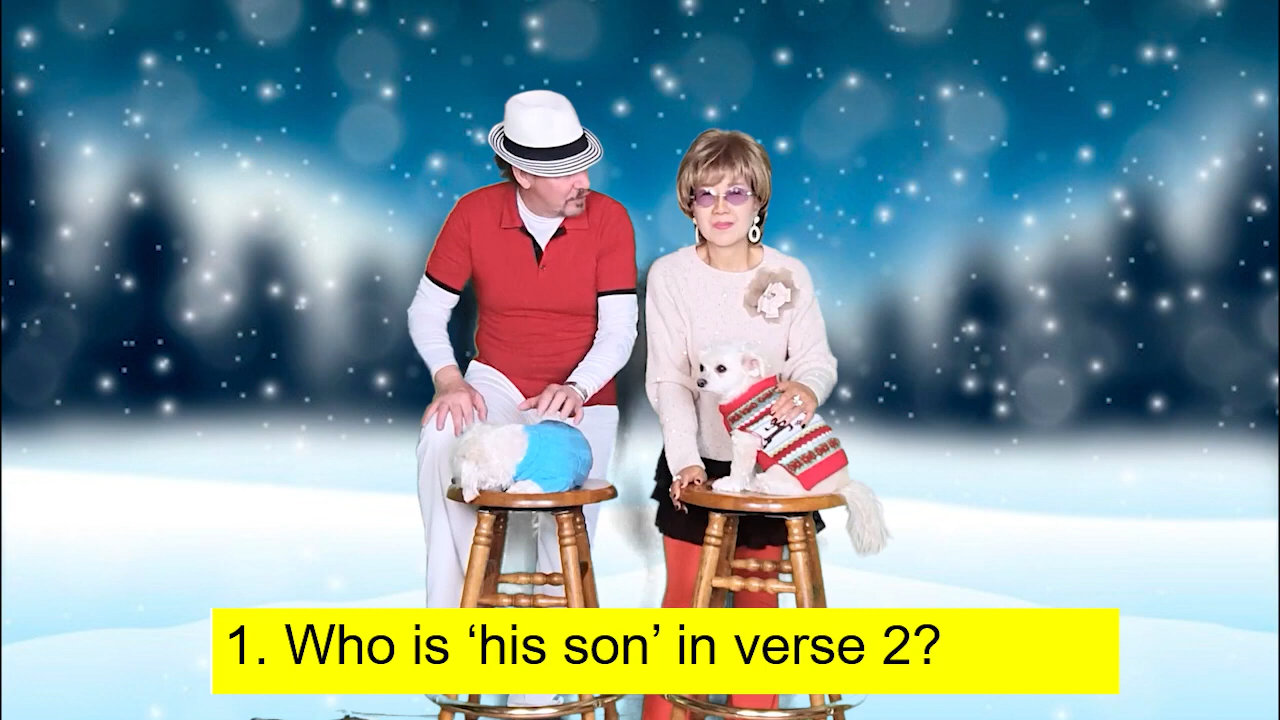 1. Who is ‘his son’ in verse 2?